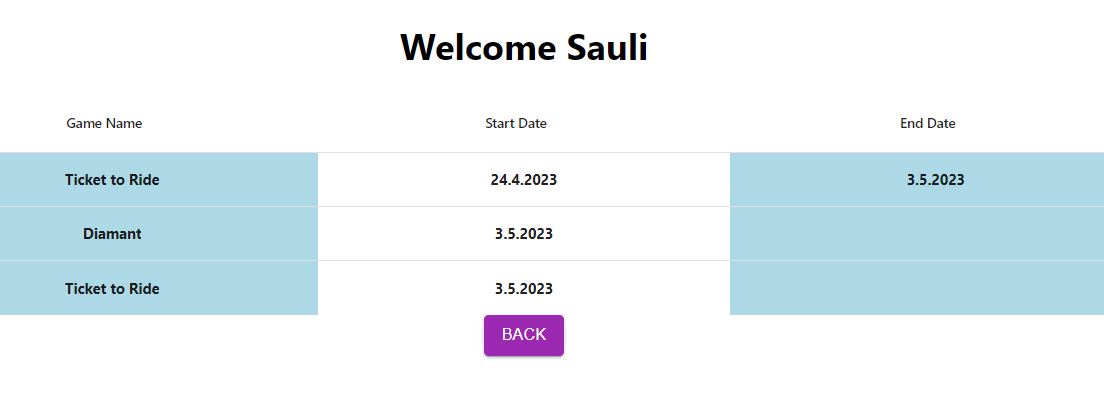 Welcome Sauli
Game Name Start Date End Date
Ticket to Ride 24.4.2023 3.5.2023
Diamant 3.5.2023
Ticket to Ride 3.5.2023
BACK